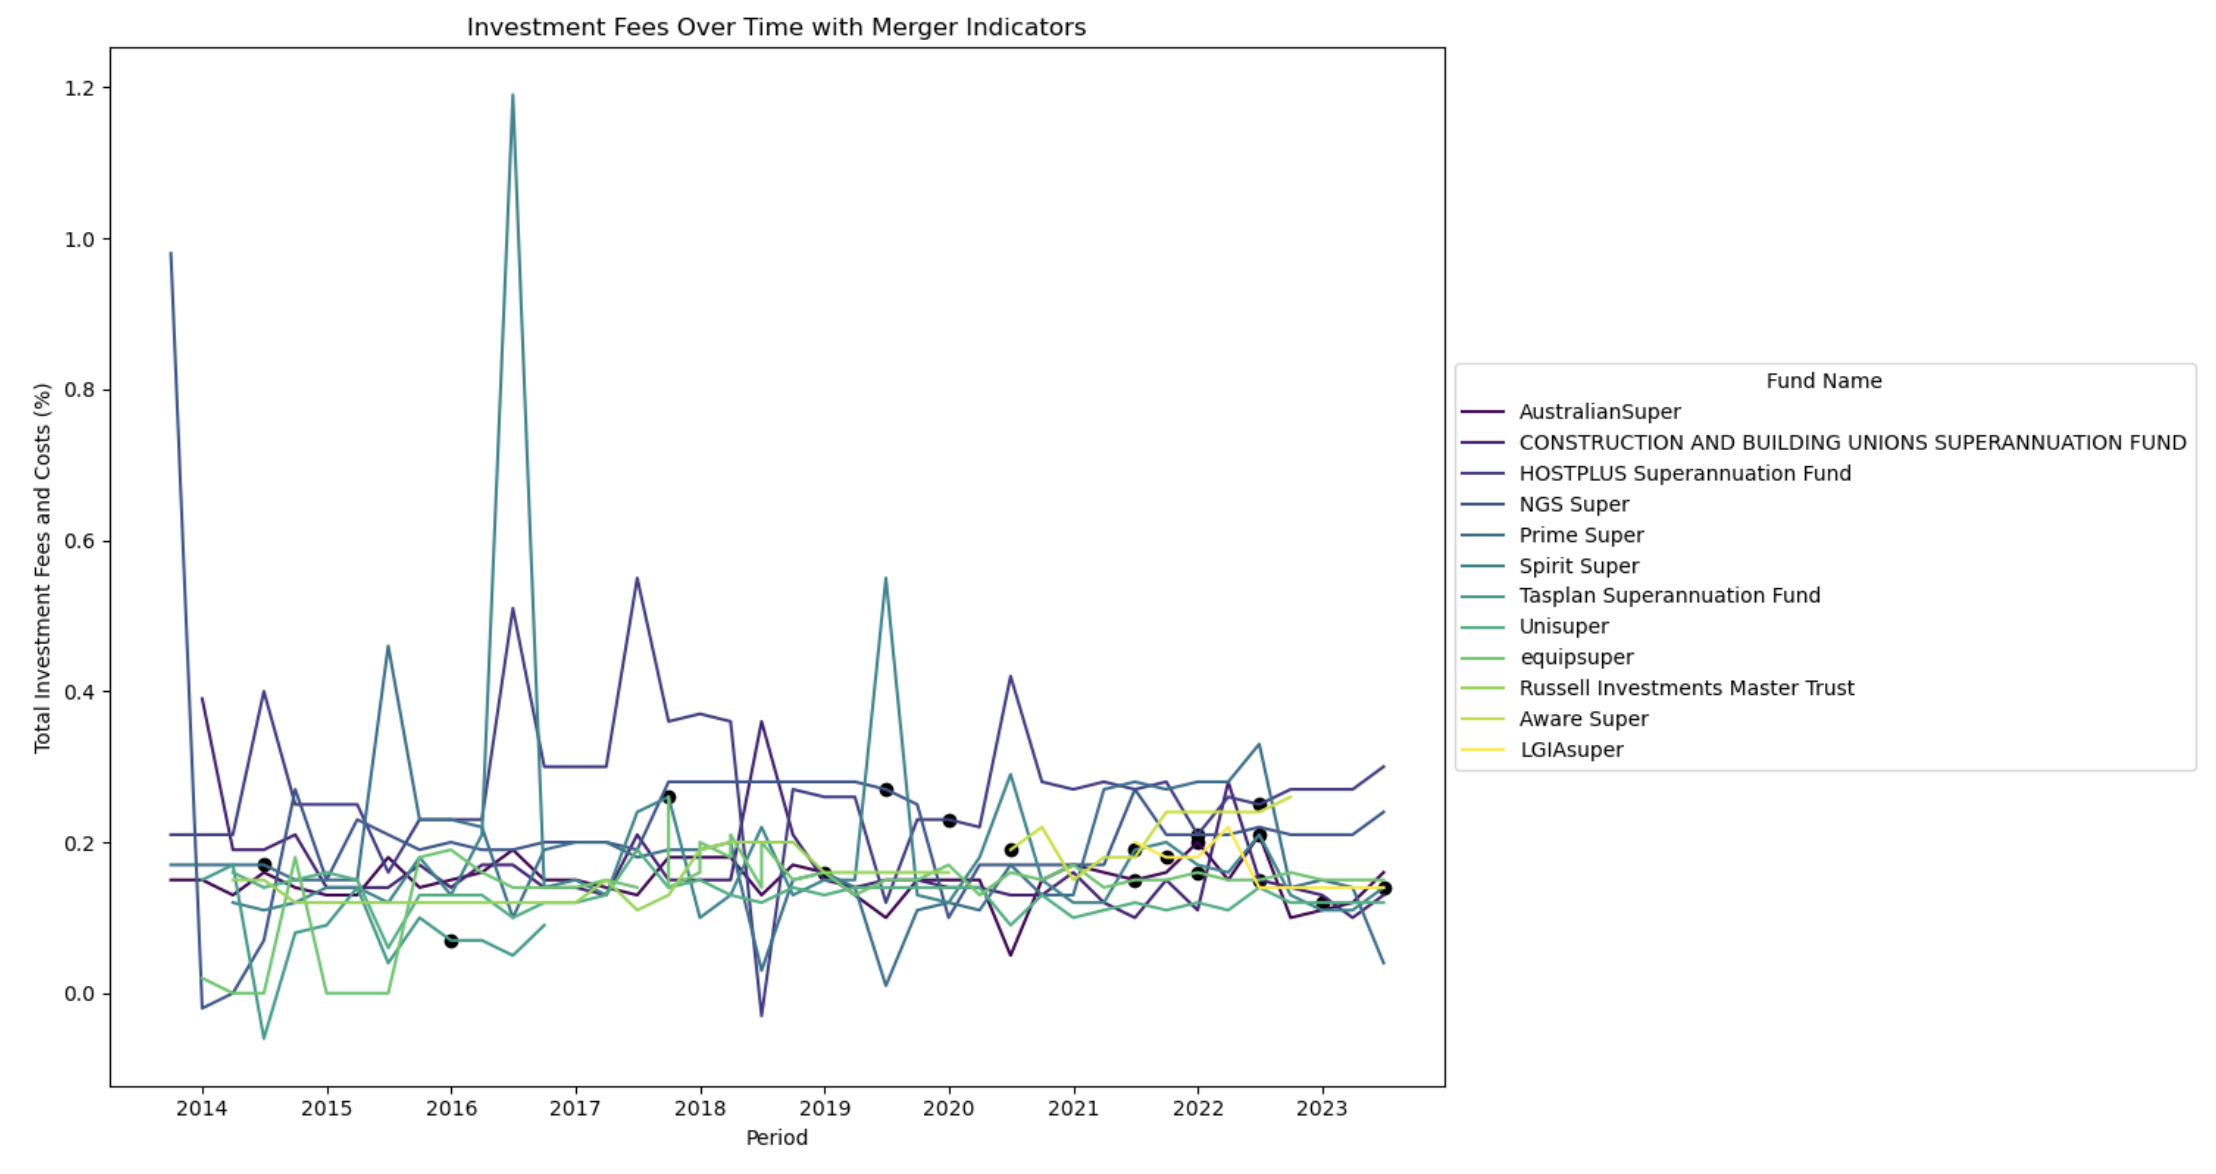 Investment Fees Over Time with Merger Indicators
1.2
1.0
0.8
0.6
0.4
0.2
0.0
Total Investment Fees and Costs (%)
2014 2015 2016 2017 2018 2019 2020 2021 2022 2023
Period
Fund Name
AustralianSuper
CONSTRUCTION AND BUILDING UNIONS SUPERANNUATION FUND
HOSTPLUS Superannuation Fund
NGS Super
Prime Super
Spirit Super
Tasplan Superannuation Fund
Unisuper
equipsuper
Russell Investments Master Trust
Aware Super
LGIAsuper